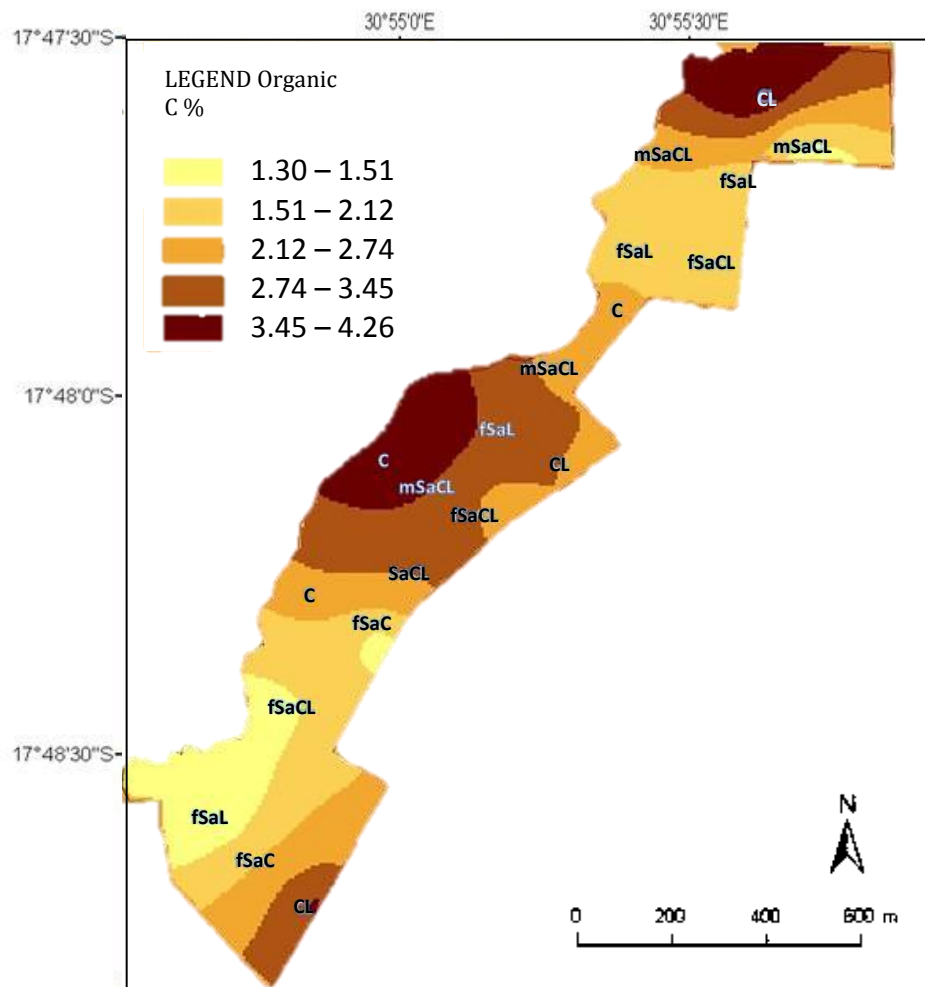 30°55'0"E 30°55'30"E
17°47'30"S
LEGEND Organic
C %
CL
mSaCL
mSaCL
1.30 – 1.51
fSaL
1.51 – 2.12
2.12 – 2.74
fSaL
fSaCL
2.74 – 3.45
C
3.45 – 4.26
mSaCL
17°48'0"S
fSaL
C
CL
mSaCL
fSaCL
SaCL
C
fSaC
fSaCL
17°48'30"S
fSaL
N
fSaC
CL
0 200 400 600 m